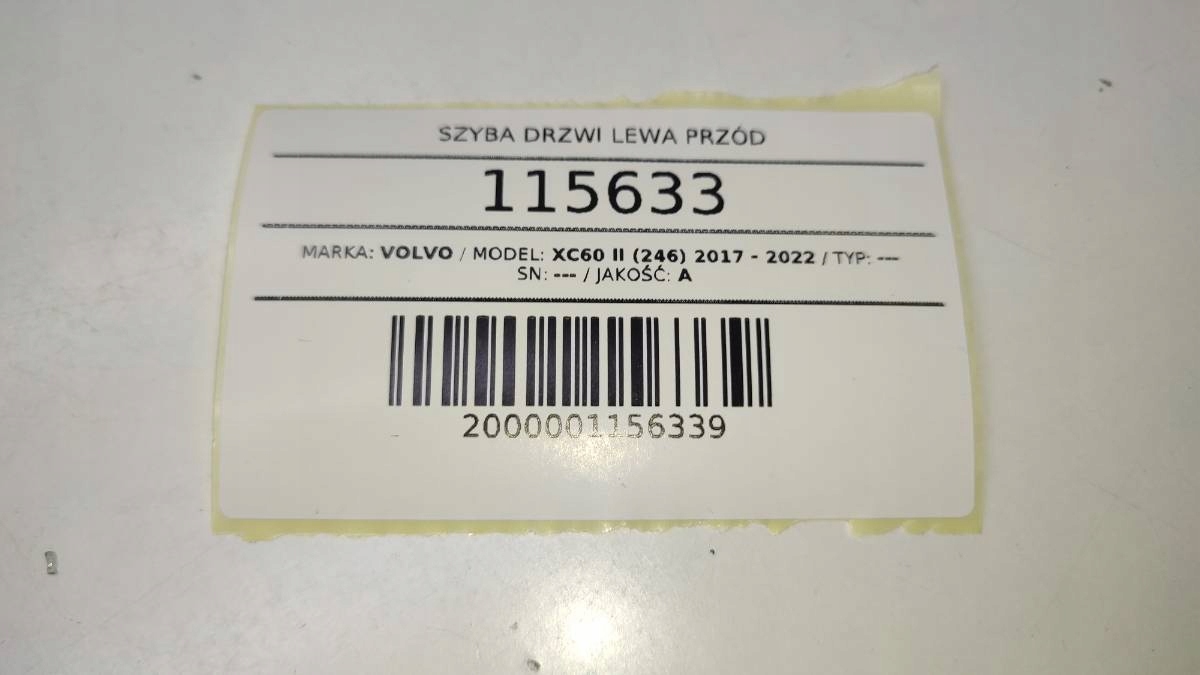 SZYBA DRZWI LEWA PRZÓD
115633
MARKA: VOLVO / MODEL: XC60 II (246) 2017 - 2022 / TYP: ---
SN: --- / JAKOŚĆ: A
2000001156339